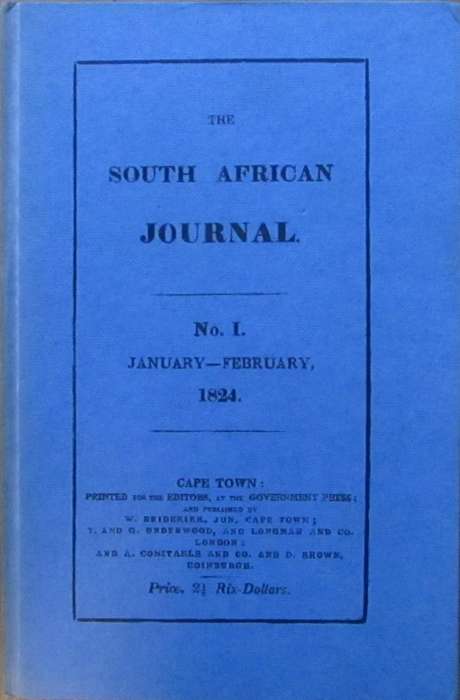 THE
SOUTH AFRICAN
JOURNAL.
No. I.
JANUARY—FEBRUARY,
1824.
CAPE TOWN:
PRINTED FOR THE EDITORS, AT THE GOVERNMENT PRESS;
AND PUBLISHED BY
W. BRIDEKIRK, JUN. CAPE TOWN;
T. AND G. UNDERWOOD, AND LONGMAN AND CO.
LONDON:
AND A. CONSTABLE AND CO. AND D. BROWN,
EDINBURGH.
Price, 2½ Rix-Dollars.